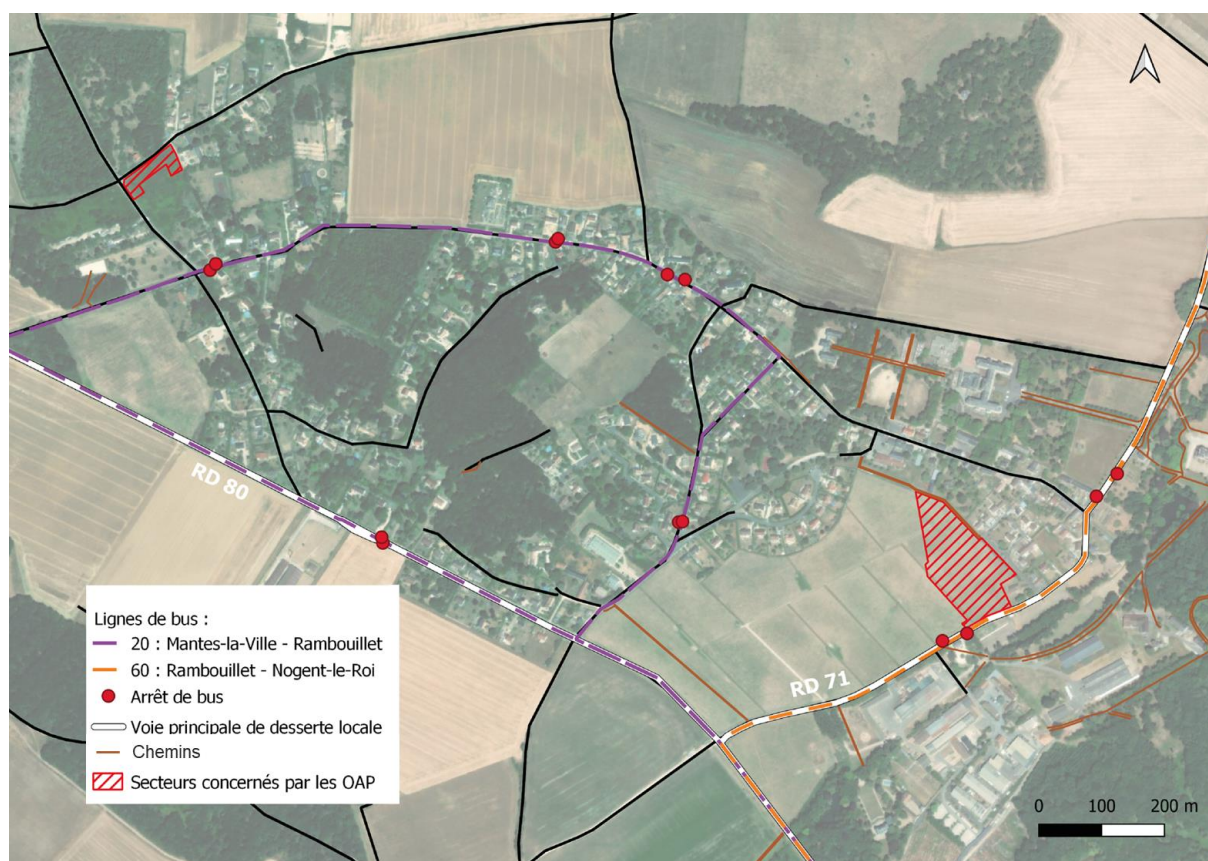 RD 80
RD 71
Lignes de bus :
20 : Mantes-la-Ville - Rambouillet
60 : Rambouillet - Nogent-le-Roi
Arrêt de bus
Voie principale de desserte locale
Chemins
Secteurs concernés par les OAP
0 100 200 m